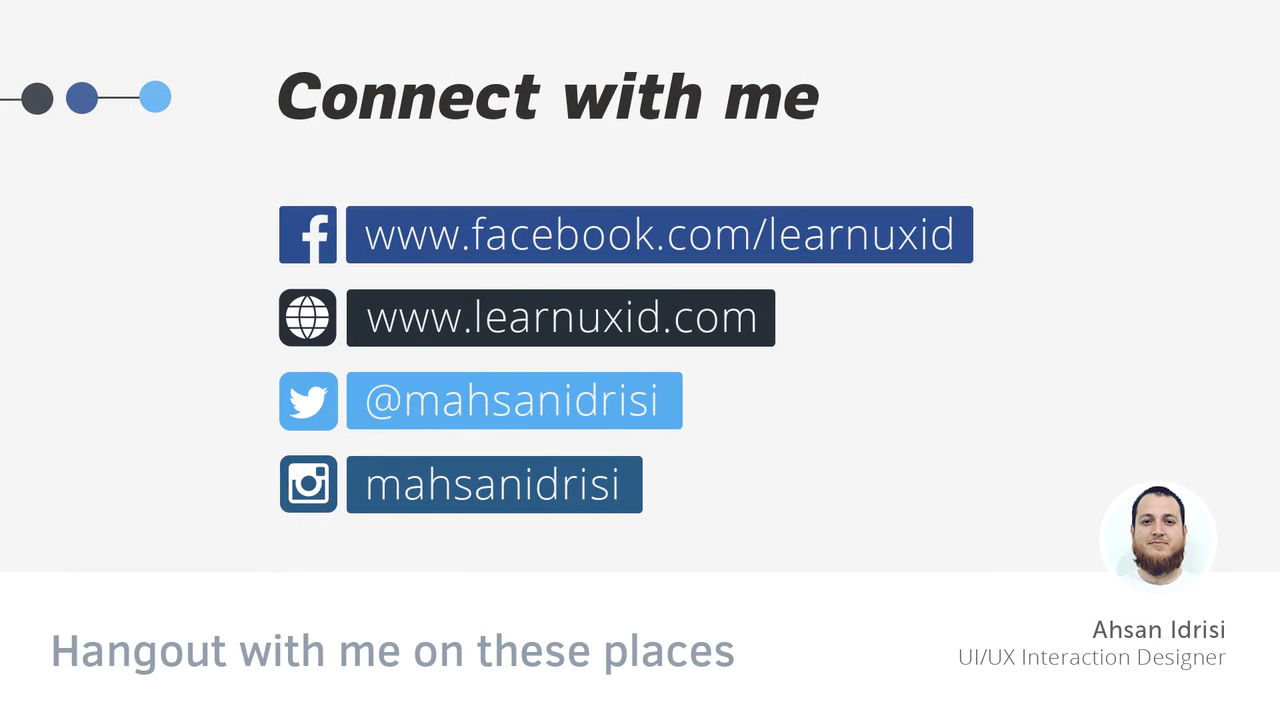 Connect with me
www.facebook.com/learnuxid
www.learnuxid.com
@mahsanidrisi
mahsanidrisi
Hangout with me on these places
Ahsan Idrisi
UI/UX Interaction Designer